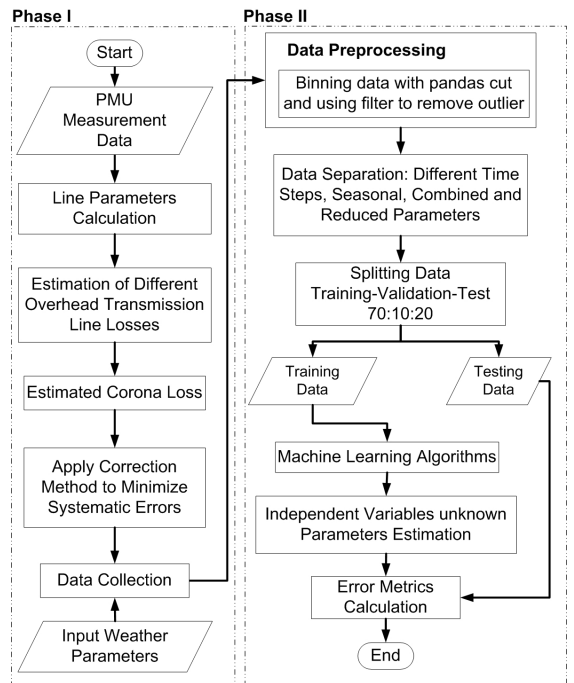 Phase I
Start
PMU
Measurement
Data
Line Parameters
Calculation
Estimation of Different
Overhead Transmission
Line Losses
Estimated Corona Loss
Apply Correction
Method to Minimize
Systematic Errors
Data Collection
Input Weather
Parameters
Phase II
Data Preprocessing
Binning data with pandas cut
and using filter to remove outlier
Data Separation: Different Time
Steps, Seasonal, Combined and
Reduced Parameters
Splitting Data
Training-Validation-Test
70:10:20
Training
Data
Testing
Data
Machine Learning Algorithms
Independent Variables unknown
Parameters Estimation
Error Metrics
Calculation
End